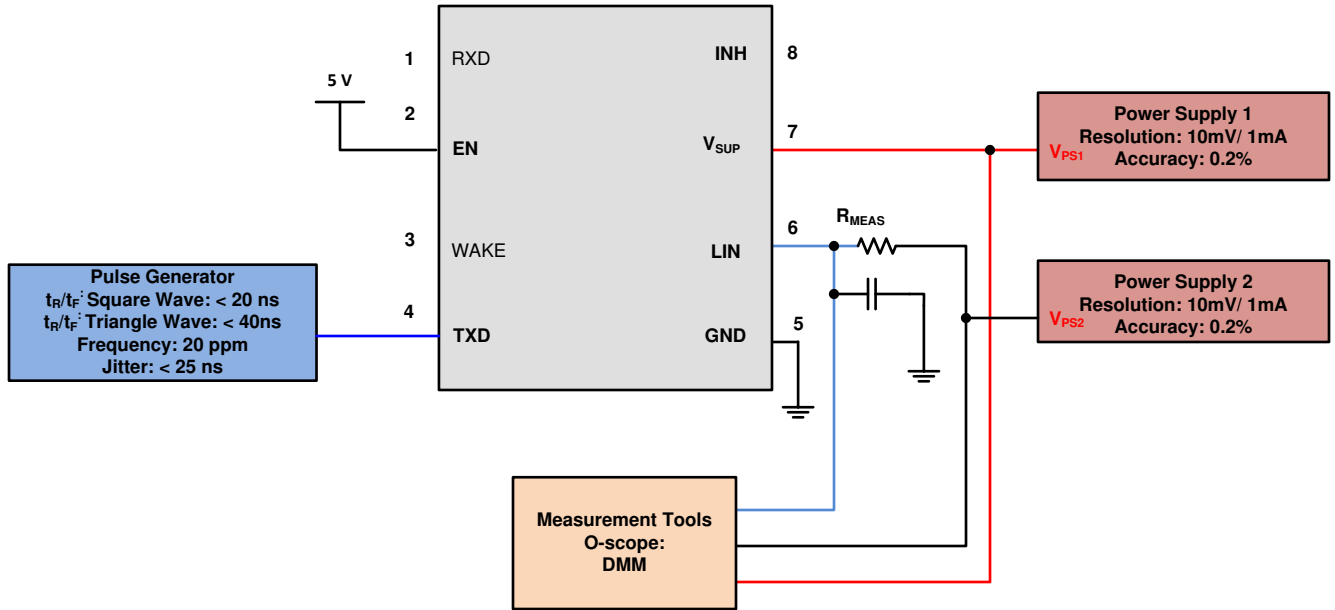 1
RXD
INH
8
5 V
2
EN
7
VSUP
Power Supply 1
Resolution: 10mV/ 1mA
VPS1
Accuracy: 0.2%
RMEAS
3
WAKE
6
LIN
Pulse Generator
tR/tF: Square Wave: < 20 ns
tR/tF: Triangle Wave: < 40ns
Frequency: 20 ppm
Jitter: < 25 ns
4
TXD
5
GND
Power Supply 2
Resolution: 10mV/ 1mA
VPS2
Accuracy: 0.2%
Measurement Tools
O-scope:
DMM